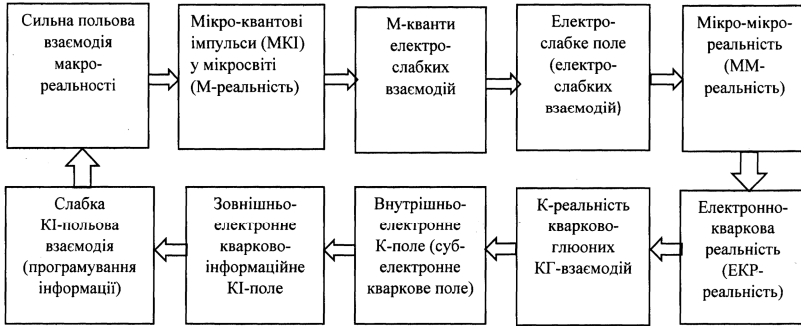 Сильна польова
взаємодія
макро-
реальності
Мікро-квантові
імпульси (МКІ)
у мікросвіті
(М-реальність)
М-кванти
електро-
слабких
взаємодій
Електро-
слабке поле
(електро-
слабких
взаємодій)
Мікро-мікро-
реальність
(ММ-
реальність)
Слабка
КІ-польова
взаємодія
(програмування
інформації)
Зовнішньо-
електронне
кварково-
інформаційне
КІ-поле
Внутрішньо-
електронне
К-поле (суб-
електронне
кваркове поле)
К-реальність
кварково-
глюоних
КГ-взаємодій
Електронно-
кваркова
реальність
(ЕКР-
реальність)